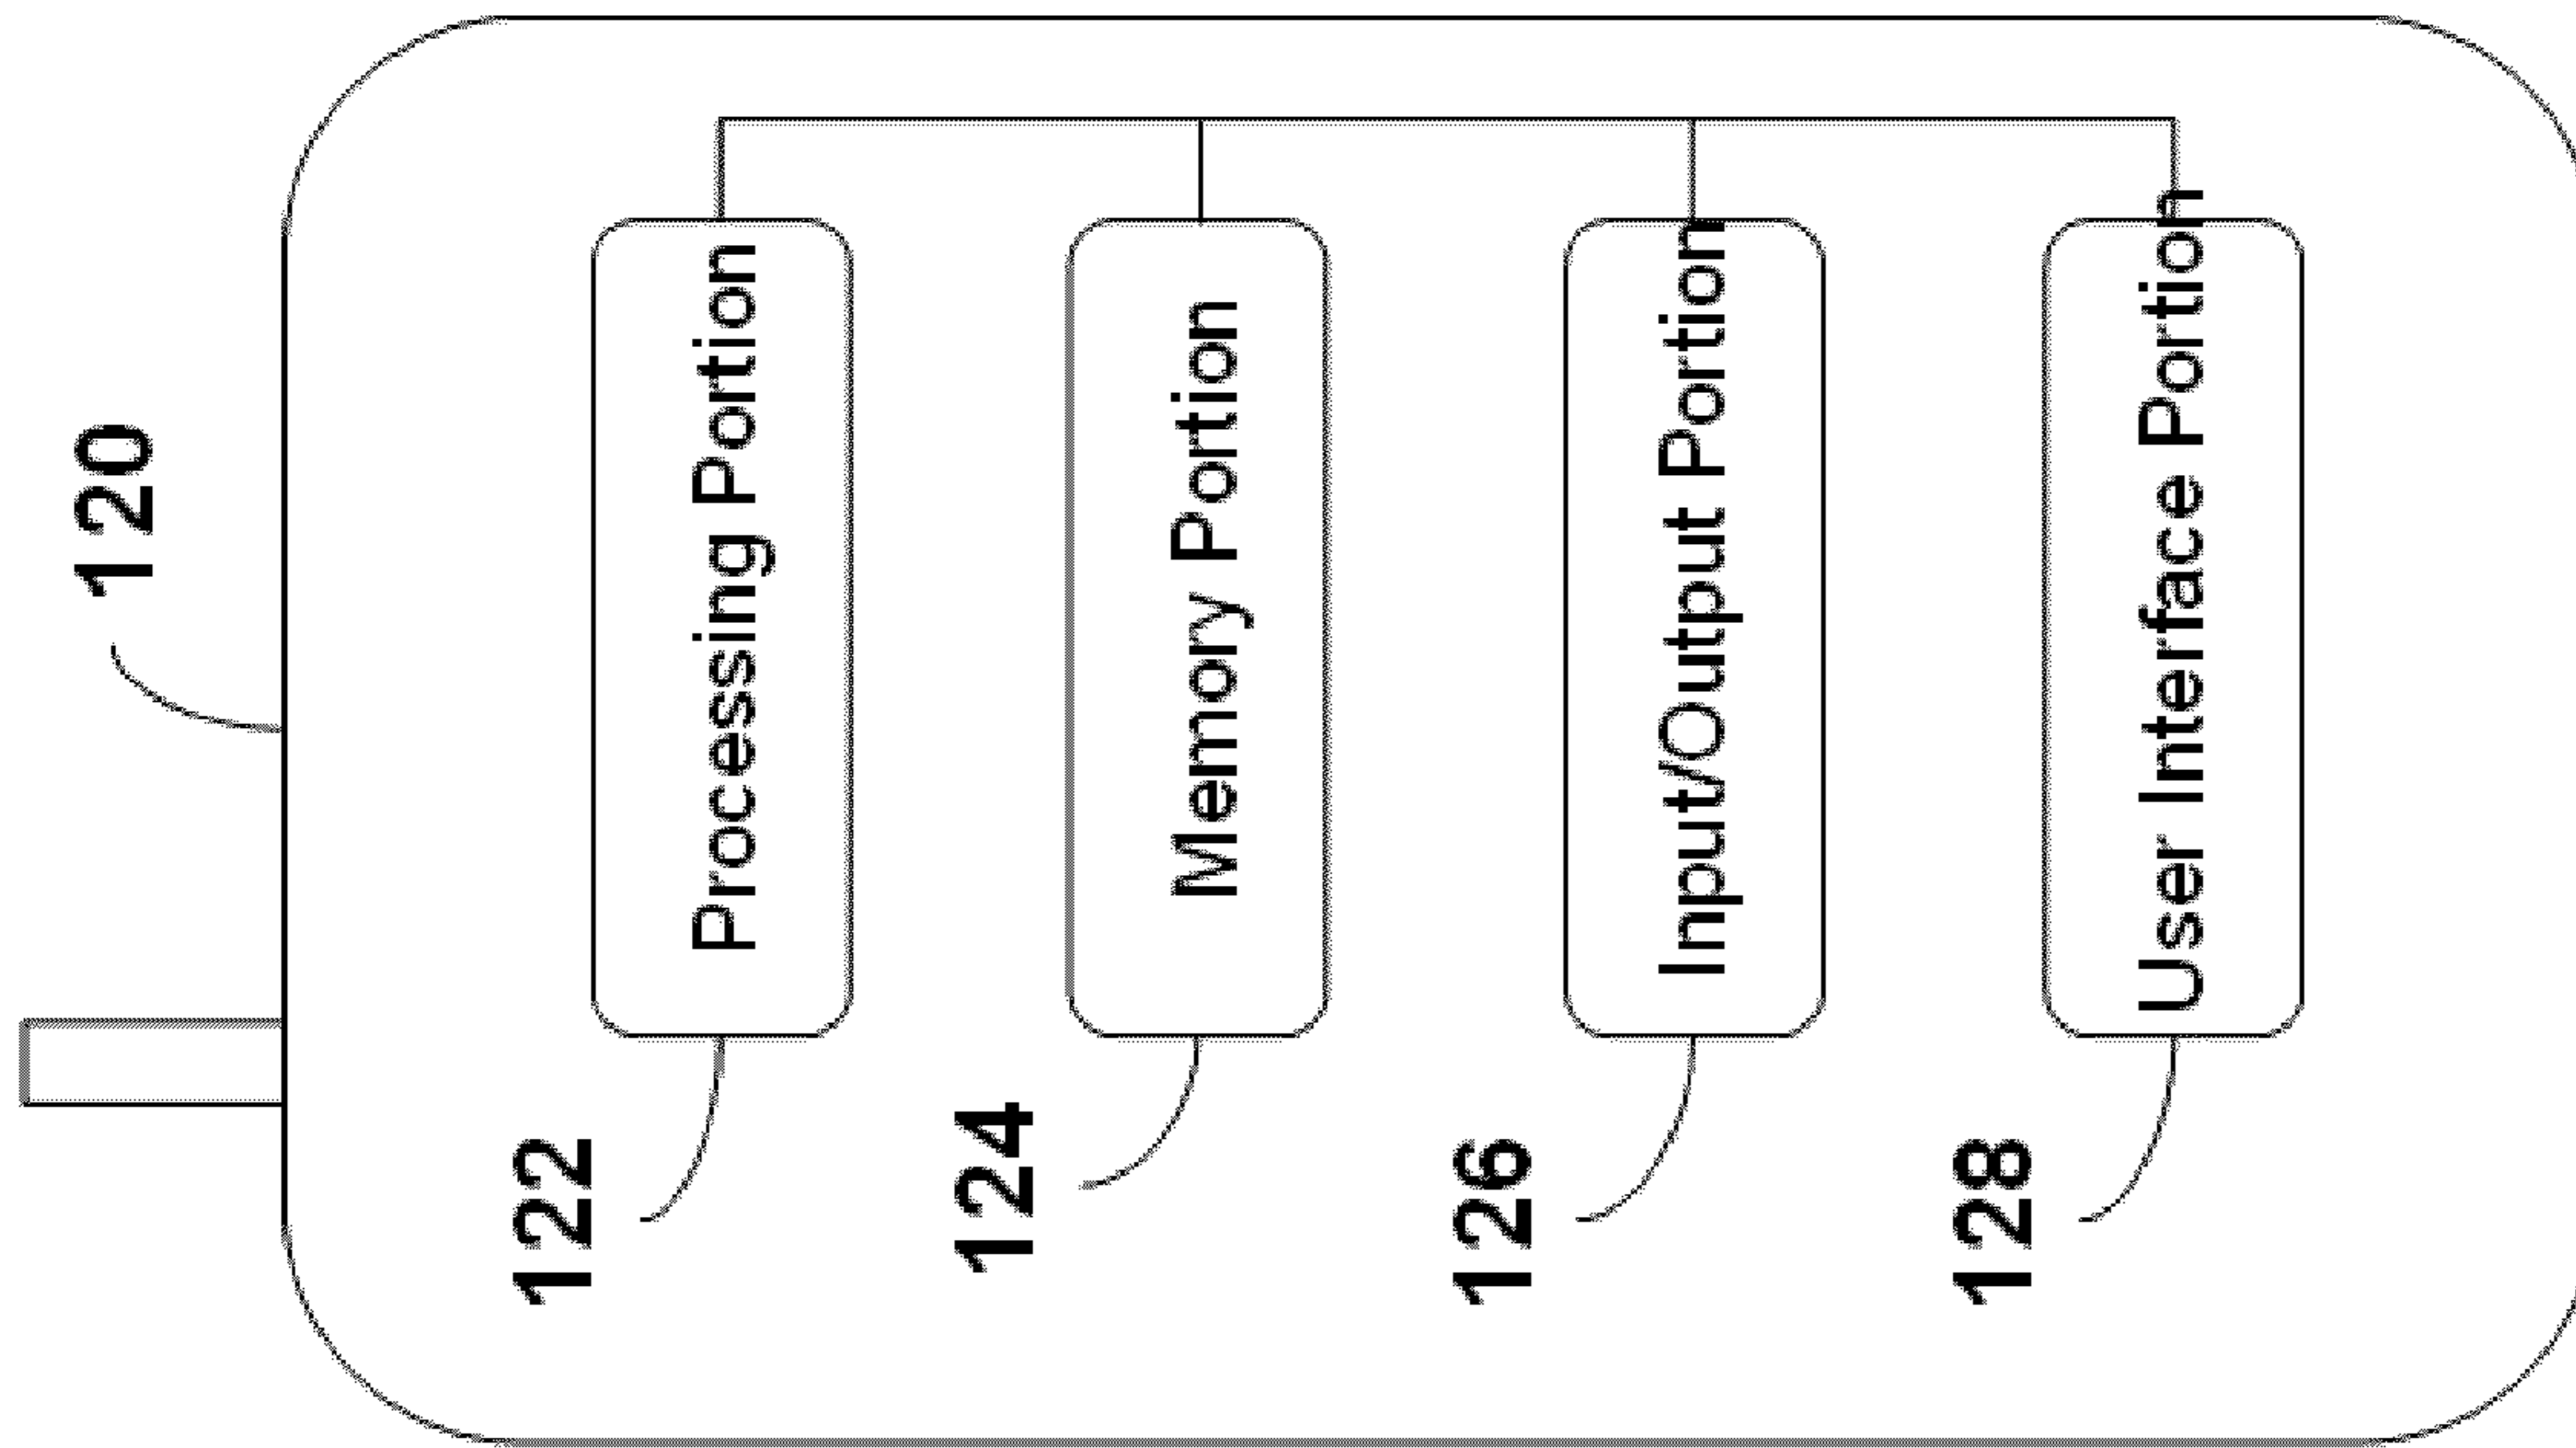 120
Processing Portion
122
Memory Portion
124
Input/Output Portion
126
User Interface Portion
128